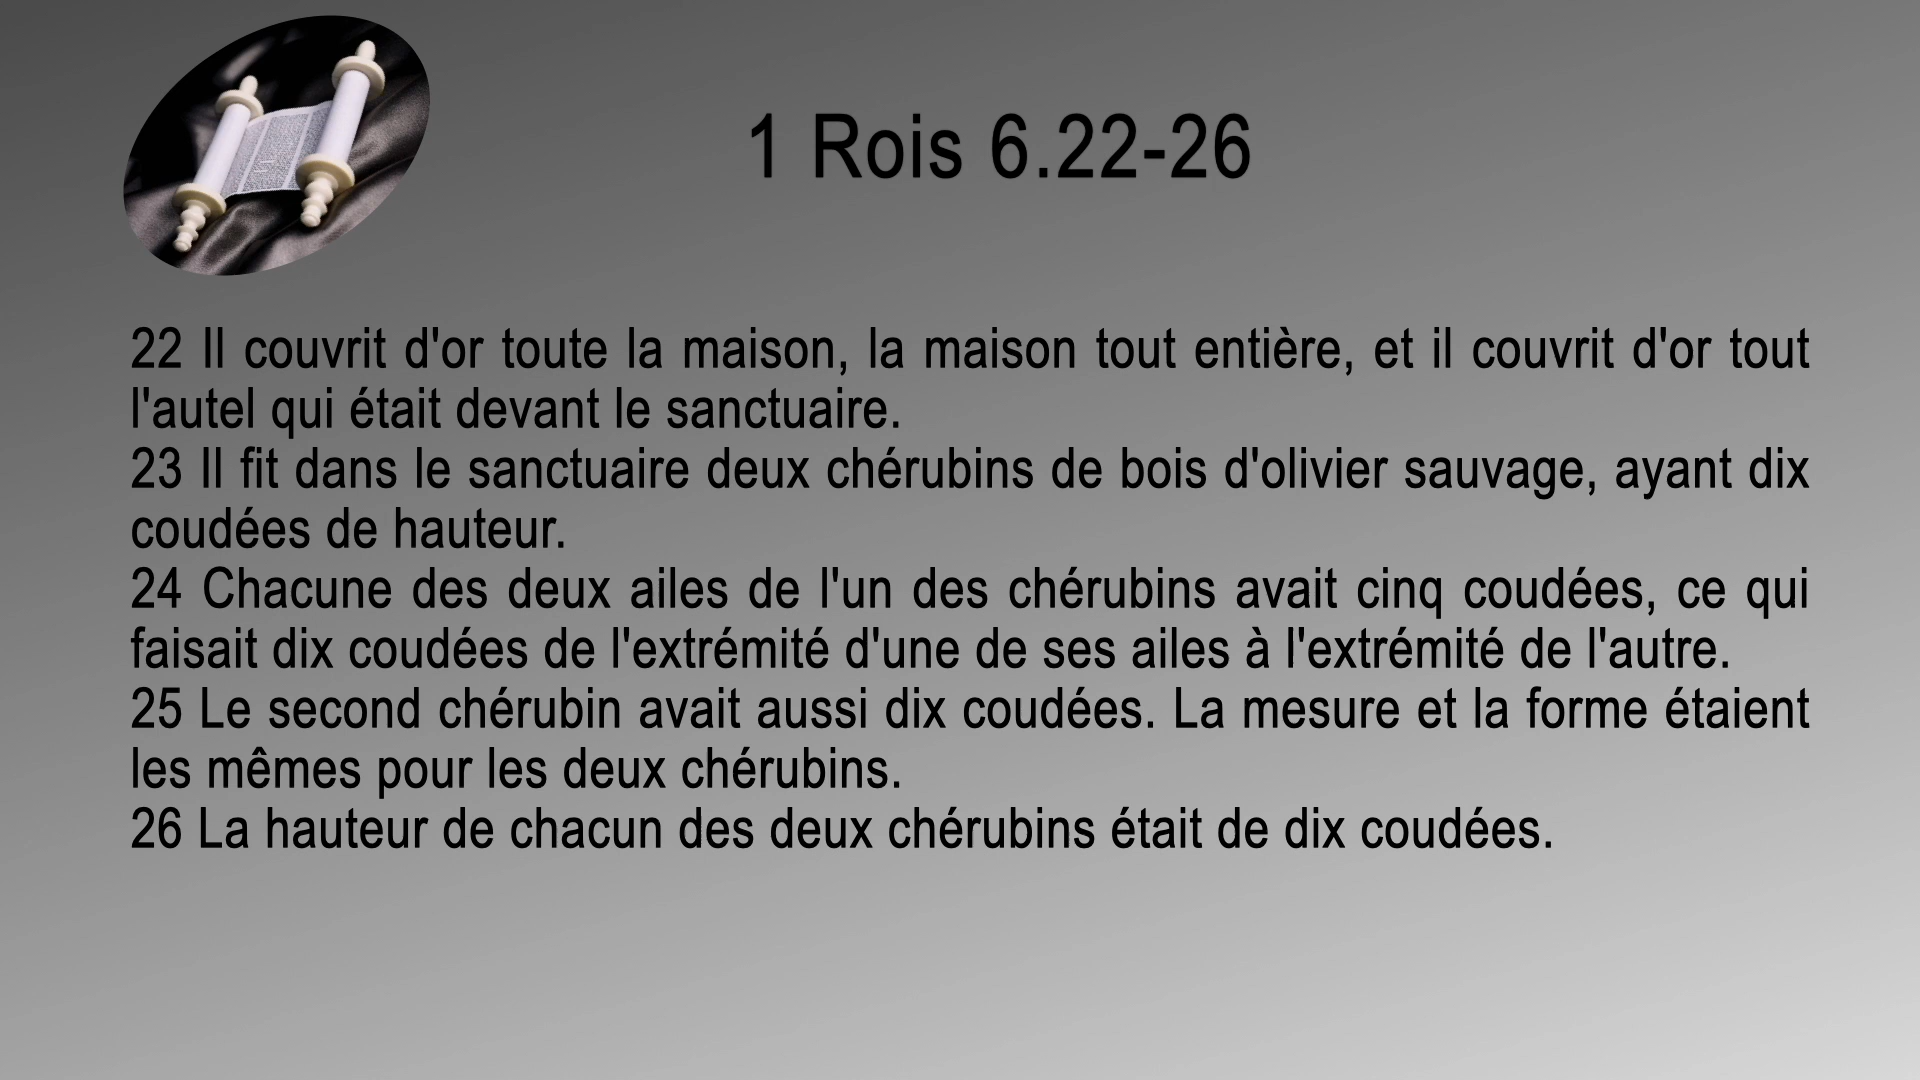 1 Rois 6.22-26
22 Il couvrit d'or toute la maison, la maison tout entière, et il couvrit d'or tout
l'autel qui était devant le sanctuaire.
23 Il fit dans le sanctuaire deux chérubins de bois d'olivier sauvage, ayant dix
coudées de hauteur.
24 Chacune des deux ailes de l'un des chérubins avait cinq coudées, ce qui
faisait dix coudées de l'extrémité d'une de ses ailes à l'extrémité de l'autre.
25 Le second chérubin avait aussi dix coudées. La mesure et la forme étaient
les mêmes pour les deux chérubins.
26 La hauteur de chacun des deux chérubins était de dix coudées.